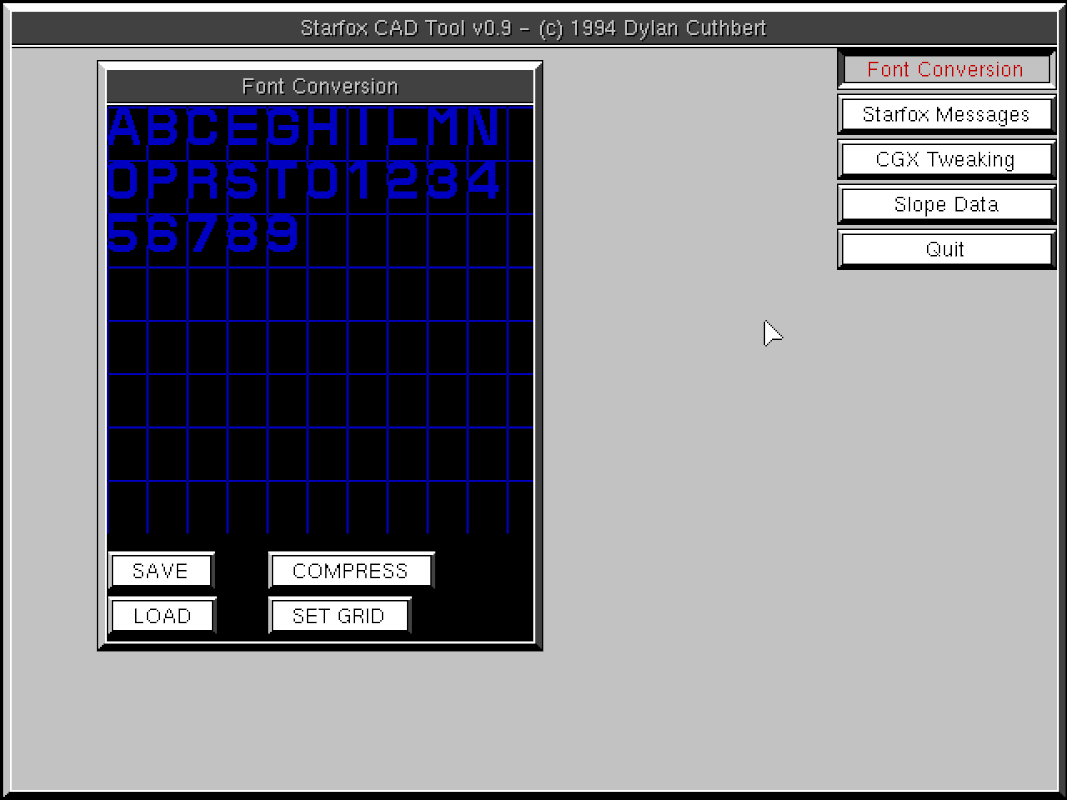 Starfox CAD Tool v0.9 - (c) 1994 Dylan Cuthbert
Font Conversion
ABCEGHILMN
OPRSTO1234
56789
SAVE
COMPRESS
LOAD
SET GRID
Font Conversion
Starfox Messages
CGX Tweaking
Slope Data
Quit